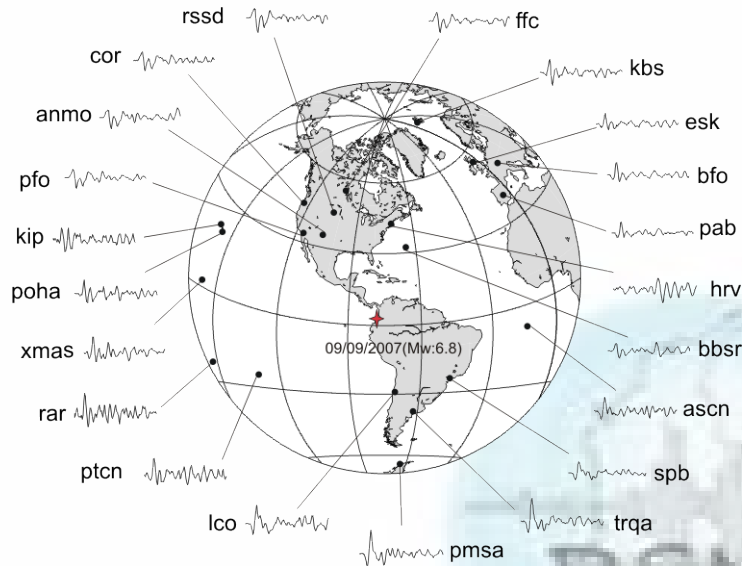 rssd
ffc
cor
kbs
anmo
esk
pfo
bfo
kip
pab
poha
hrv
xmas
09/09/2007(Mw:6.8)
bbsr
rar
ascn
ptcn
spb
lco
trqa
pmsa